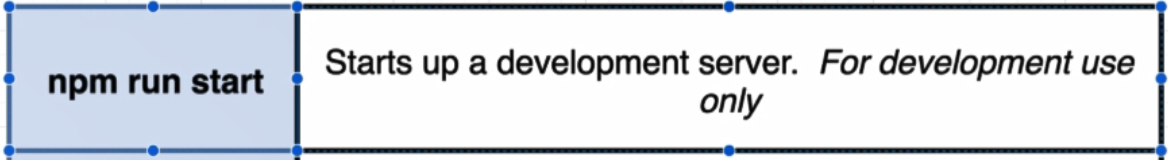 npm run start
Starts up a development server.  For development use
only